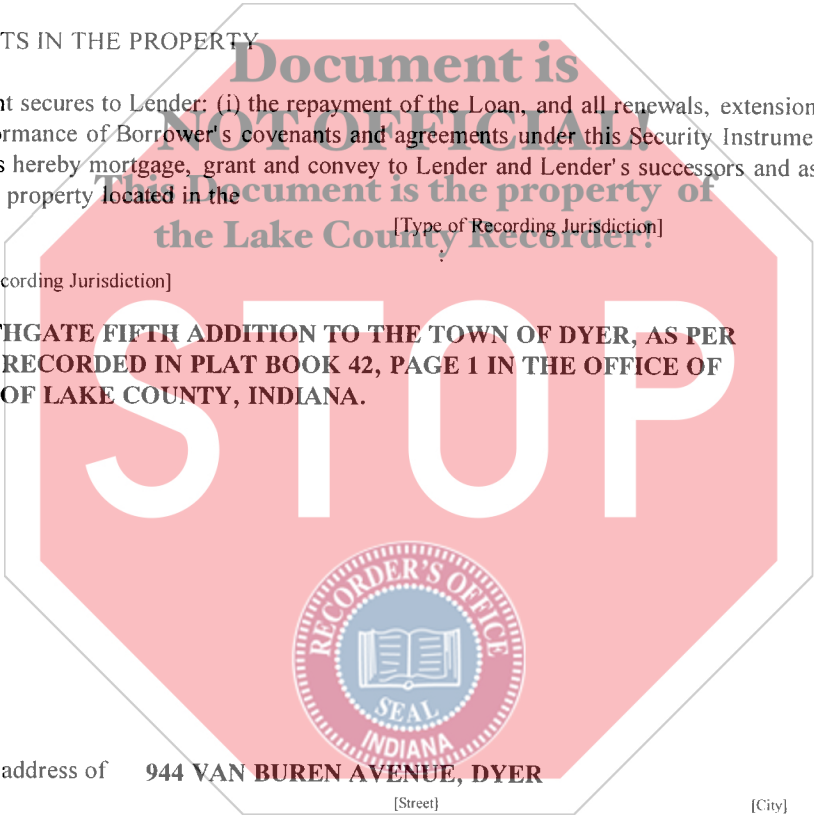 TS IN THE PROPERTY
Document is
nt secures to Lender: (i) the repayment of the Loan, and all renewals, extension
NOT OFFICIAL!
ormance of Borrower's covenants and agreements under this Security Instrume
s hereby mortgage, grant and convey to Lender and Lender's successors and as
This Document is the property of
property located in the
the Lake County Recorder!
[Type of Recording Jurisdiction]
:
cording Jurisdiction]
HGATE FIFTH ADDITION TO THE TOWN OF DYER, AS PER
RECORDED IN PLAT BOOK 42, PAGE 1 IN THE OFFICE OF
OF LAKE COUNTY, INDIANA.
STOP
RECORDER'S OFFICE
SEAL
INDIANA
address of 944 VAN BUREN AVENUE, DYER
[Street]
[City]